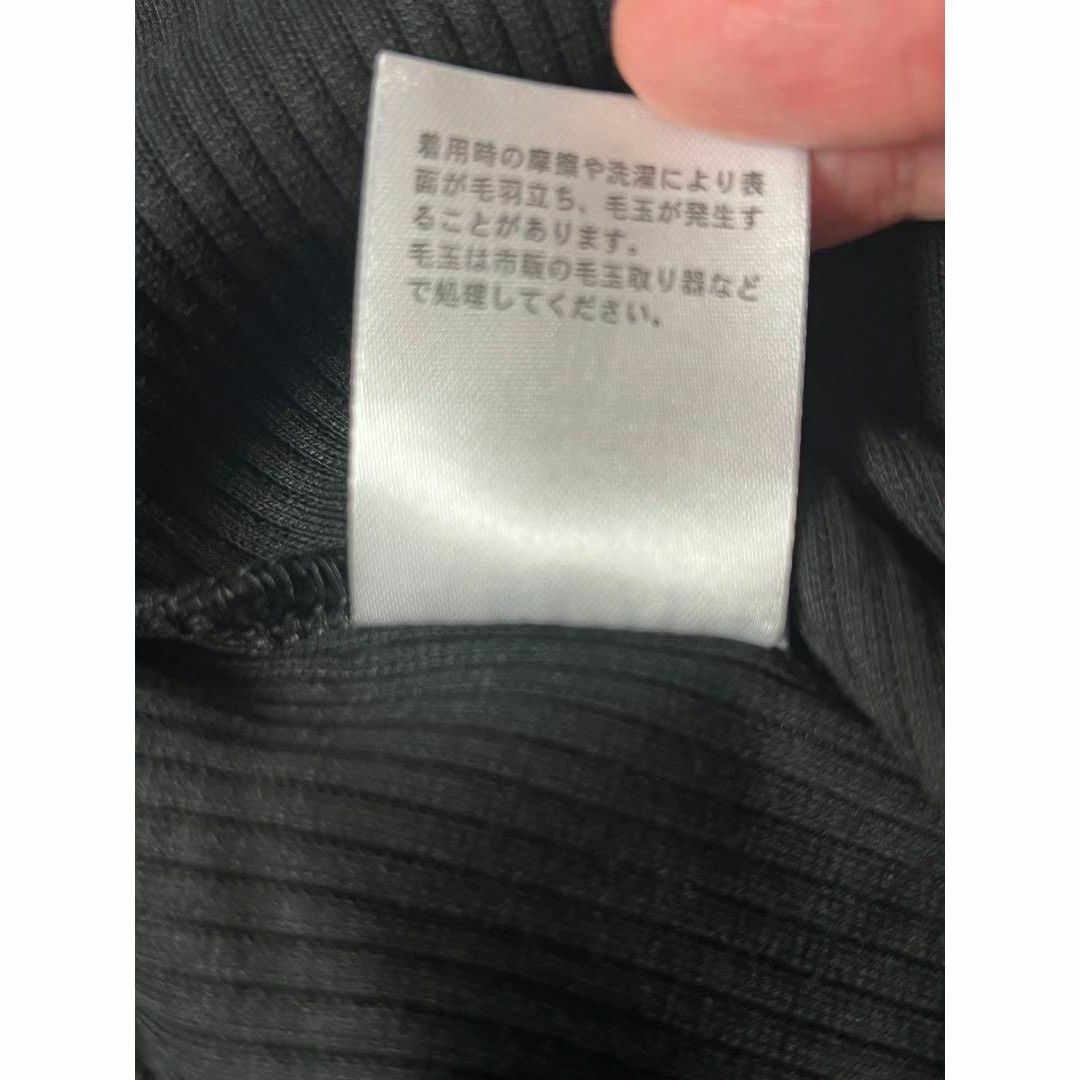 着用時の摩擦や洗濯により表
面が毛羽立ち、毛玉が発生す
ることがあります。
毛玉は市販の毛玉取り器など
で処理してください。